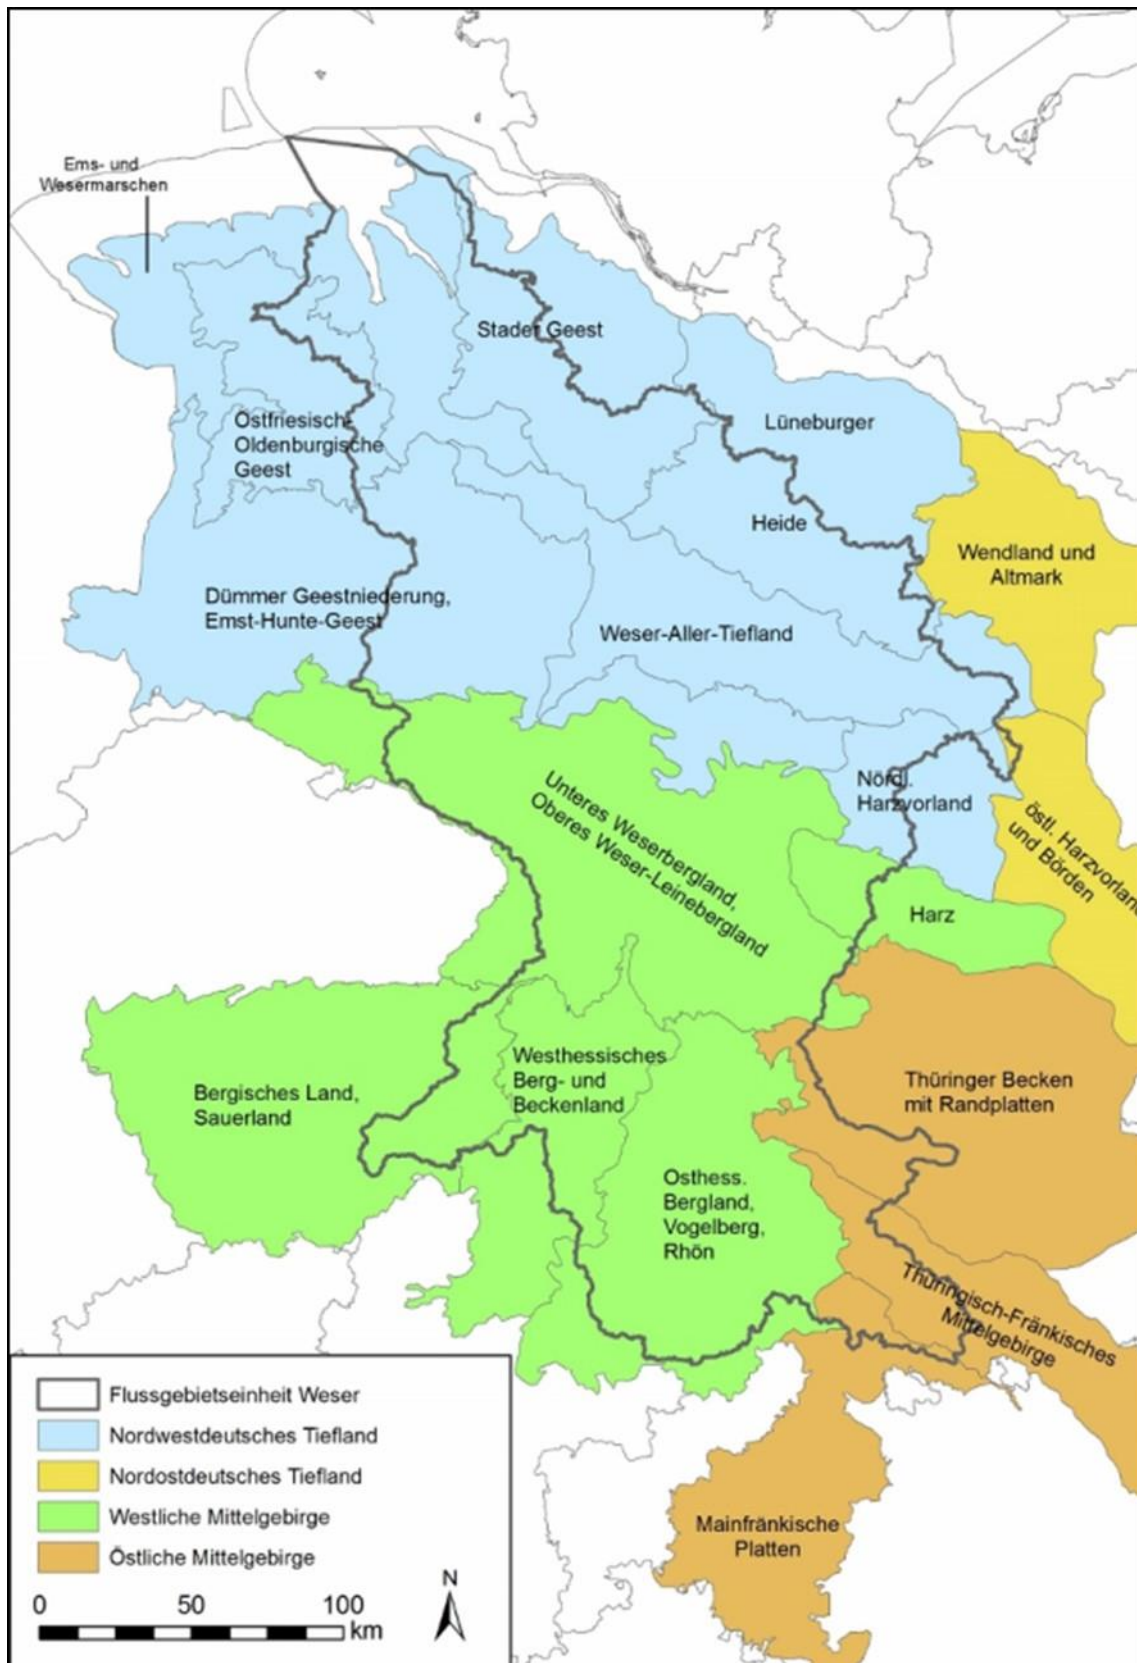 Ems- und
Wesermarschen
Stader Geest
Lüneburger
Heide
Ostfriesisch-
Oldenburgische
Geest
Wendland und
Altmark
Dümmer Geestniederung,
Emst-Hunte-Geest
Weser-Aller-Tiefland
Nördl.
Harzvorland
Unteres Weserbergland,
Oberes Weser-Leinebergland
östl. Harzvorland
und Börden
Harz
Westhessisches
Berg- und
Beckenland
Bergisches Land,
Sauerland
Thüringer Becken
mit Randplatten
Osthess.
Bergland,
Vogelberg,
Rhön
Thüringisch-Fränkisches
Mittelgebirge
Mainfränkische
Platten
Flussgebietseinheit Weser
Nordwestdeutsches Tiefland
Nordostdeutsches Tiefland
Westliche Mittelgebirge
Östliche Mittelgebirge
0 50 100
km
N